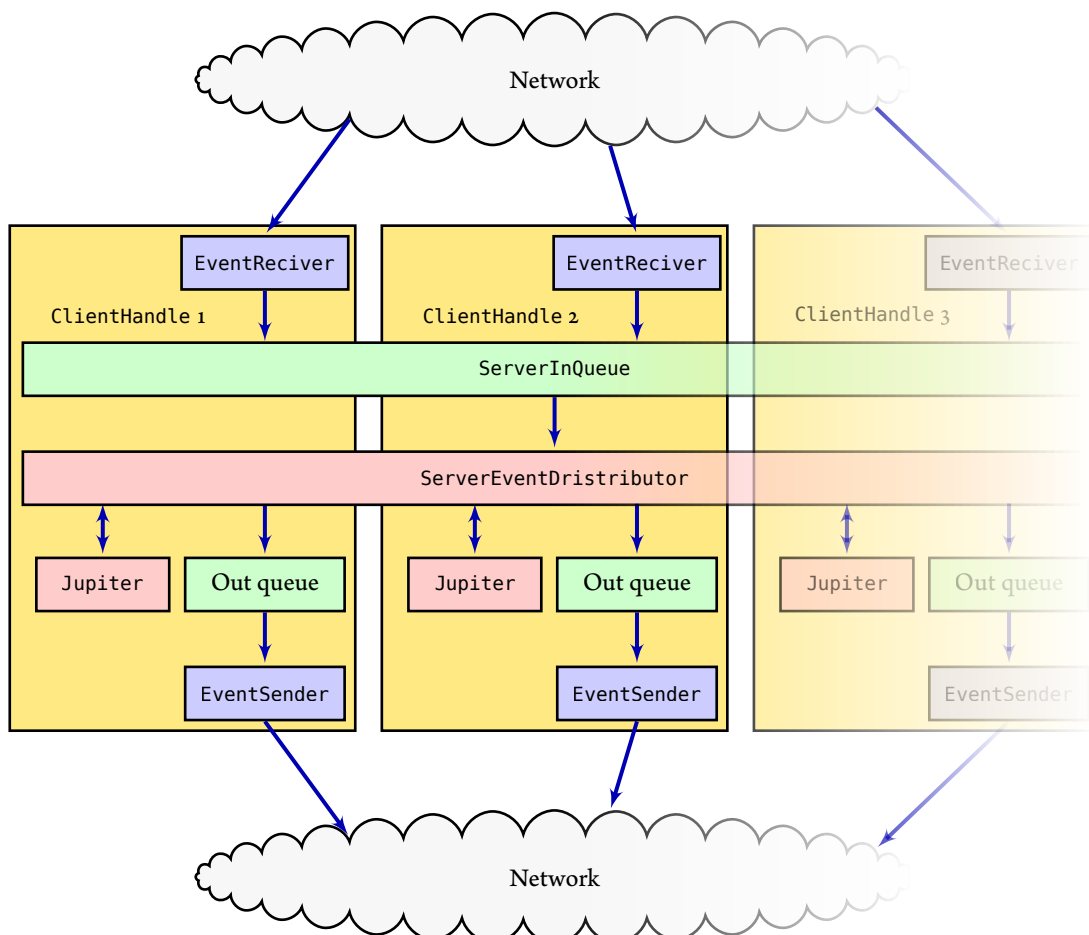 Network
EventReciver
EventReciver
EventReciver
ClientHandle 1
ClientHandle 2
ClientHandle 3
ServerInQueue
ServerEventDristributor
Jupiter
Out queue
Jupiter
Out queue
Jupiter
Out queue
EventSender
EventSender
EventSender
Network